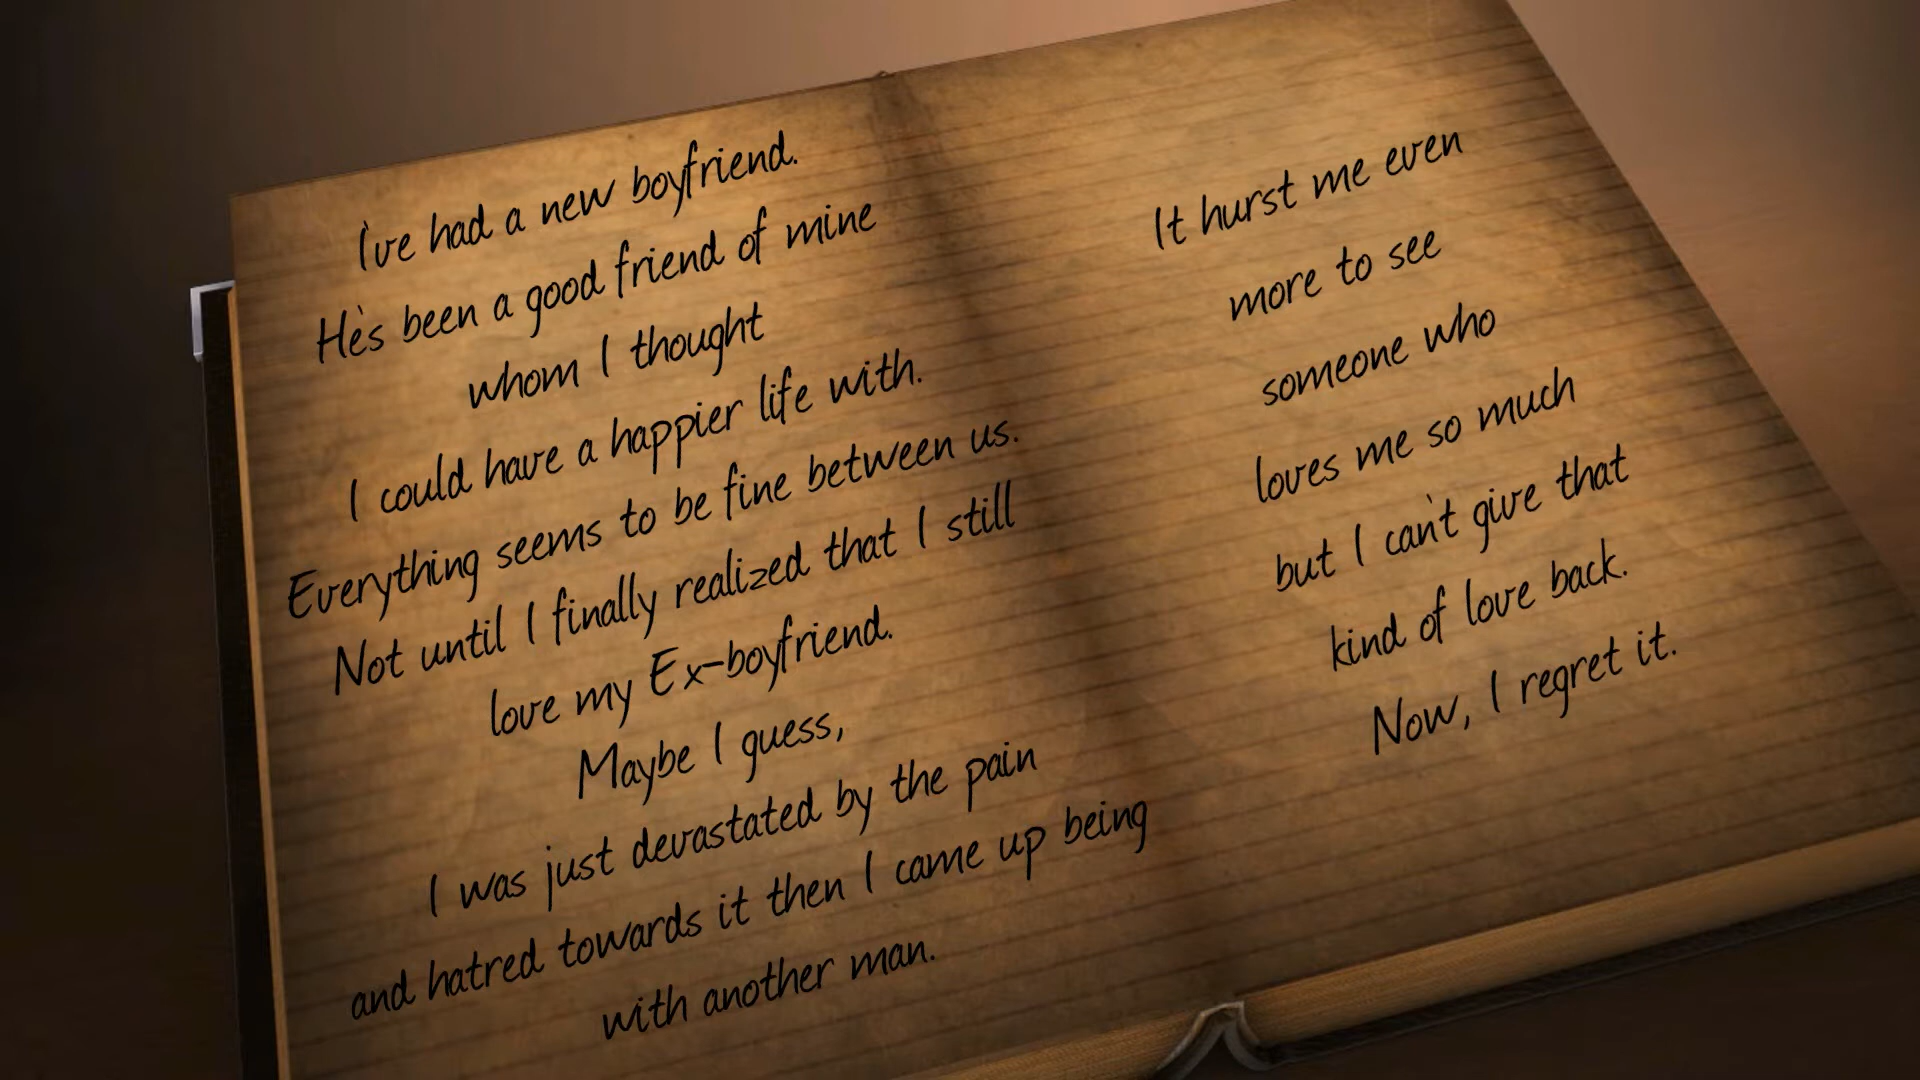 I've had a new boyfriend.
He's been a good friend of mine
whom I thought
I could have a happier life with.
Everything seems to be fine between us.
Not until I finally realized that I still
love my Ex-boyfriend.
Maybe I guess,
I was just devastated by the pain
and hatred towards it then I came up being
with another man.
It hurst me even
more to see
someone who
loves me so much
but I can't give that
kind of love back.
Now, I regret it.